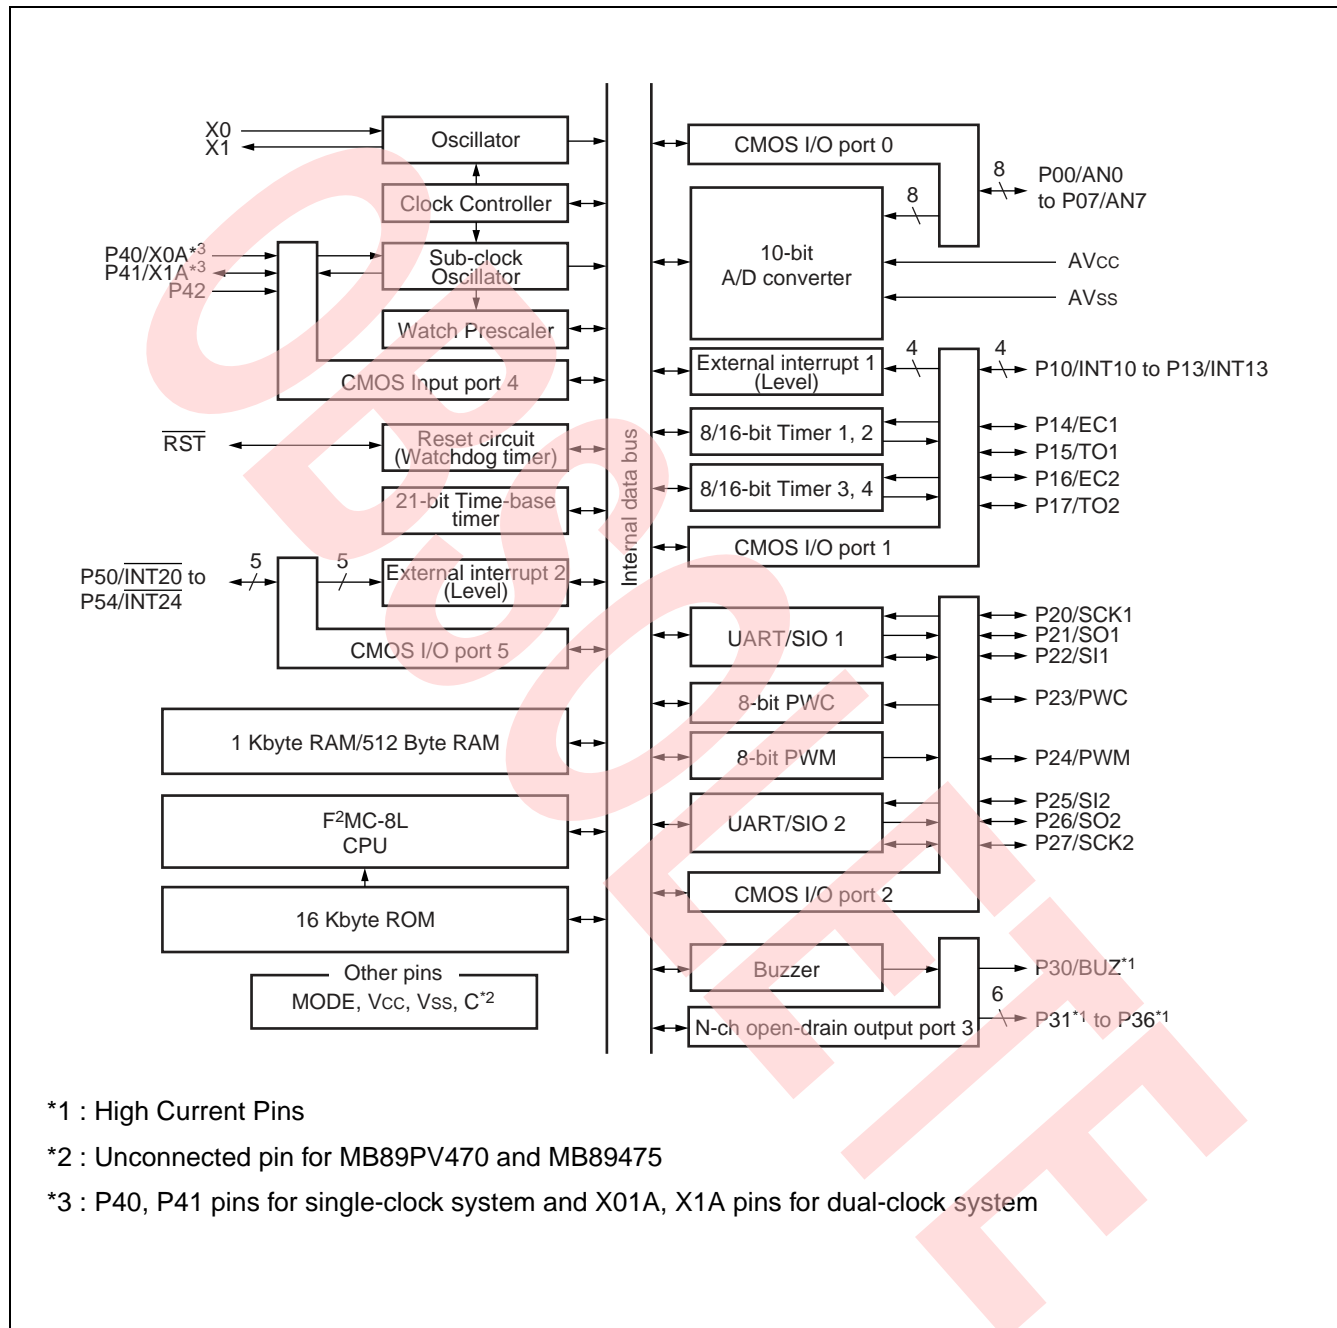 X0
X1
Oscillator
Clock Controller
P40/X0A*3
P41/X1A*3
P42
Sub-clock
Oscillator
Watch Prescaler
CMOS Input port 4
RST
Reset circuit
(Watchdog timer)
21-bit Time-base
timer
P50/INT20 to
P54/INT24
5
5
External interrupt 2
(Level)
CMOS I/O port 5
1 Kbyte RAM/512 Byte RAM
F2MC-8L
CPU
16 Kbyte ROM
Other pins
MODE, VCC, VSS, C*2
Internal data bus
CMOS I/O port 0
8
P00/AN0
to P07/AN7
8
10-bit
A/D converter
AVCC
AVSS
External interrupt 1
(Level)
4
4
P10/INT10 to P13/INT13
8/16-bit Timer 1, 2
P14/EC1
P15/TO1
8/16-bit Timer 3, 4
P16/EC2
P17/TO2
CMOS I/O port 1
UART/SIO 1
P20/SCK1
P21/SO1
P22/SI1
8-bit PWC
P23/PWC
8-bit PWM
P24/PWM
UART/SIO 2
P25/SI2
P26/SO2
P27/SCK2
CMOS I/O port 2
Buzzer
P30/BUZ*1
6
N-ch open-drain output port 3
P31*1 to P36*1
OBSOLETE
*1 : High Current Pins
*2 : Unconnected pin for MB89PV470 and MB89475
*3 : P40, P41 pins for single-clock system and X01A, X1A pins for dual-clock system